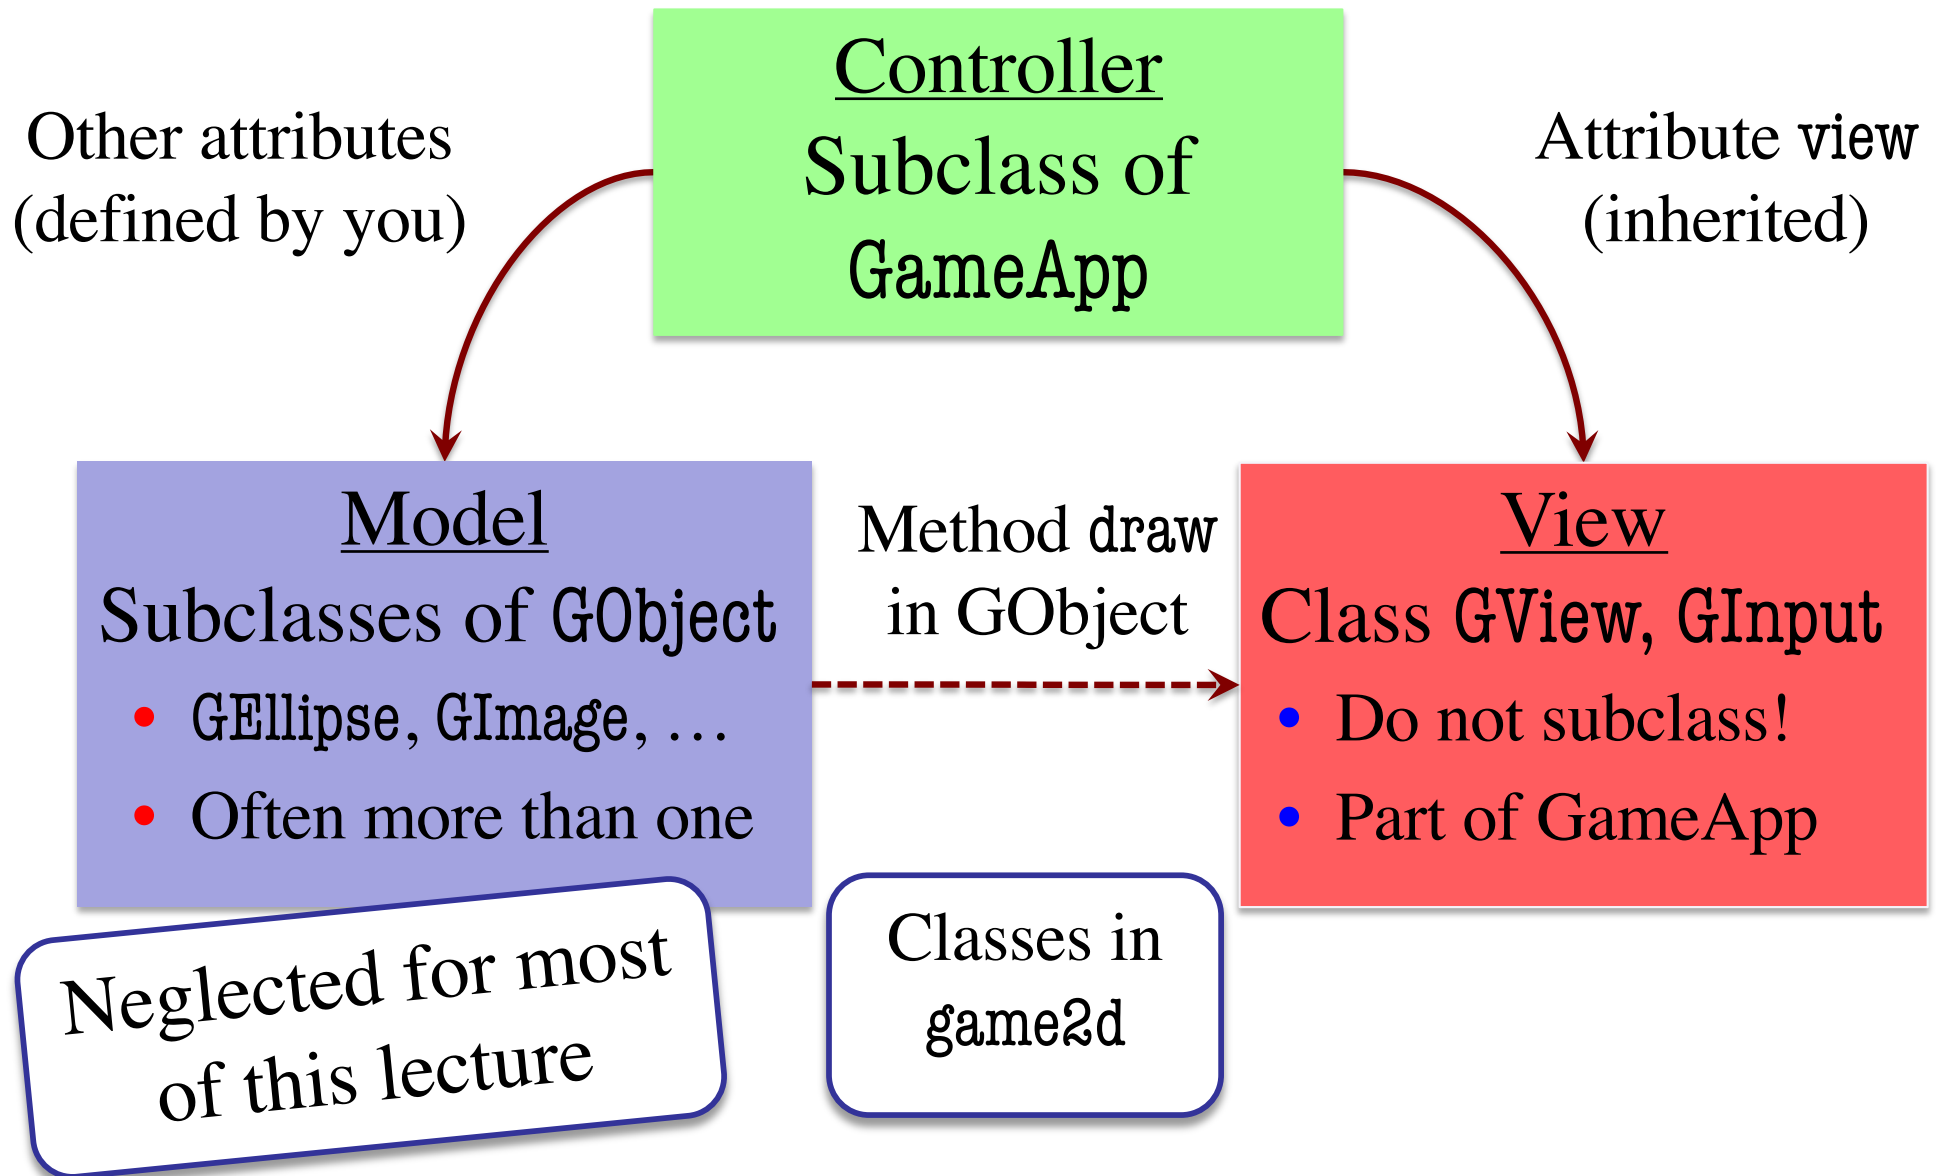 Controller
Subclass of
GameApp
Other attributes
(defined by you)
Attribute view
(inherited)
Model
Subclasses of GObject
• GEllipse, GImage, …
• Often more than one
Method draw
in GObject
View
Class GView, GInput
• Do not subclass!
• Part of GameApp
Neglected for most
of this lecture
Classes in
game2d